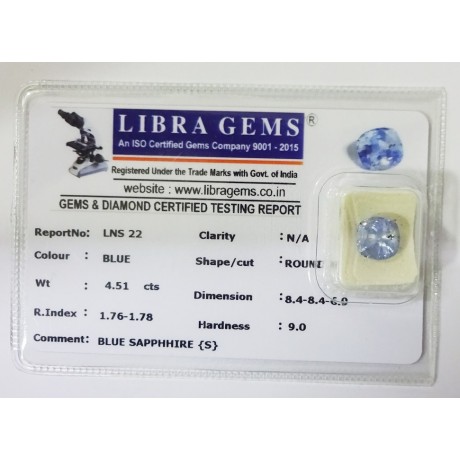 LIBRA GEMS ®
An ISO Certified Gems Company 9001 - 2015
Registered Under the Trade Marks with Govt. of India
website : www.libragems.co.in
GEMS & DIAMOND CERTIFIED TESTING REPORT
ReportNo: LNS 22 Clarity : N/A
Colour : BLUE Shape/cut : ROUND
Wt : 4.51 cts Dimension : 8.4-8.4-6.9
R.Index : 1.76-1.78 Hardness : 9.0
Comment: BLUE SAPPHHIRE {S}